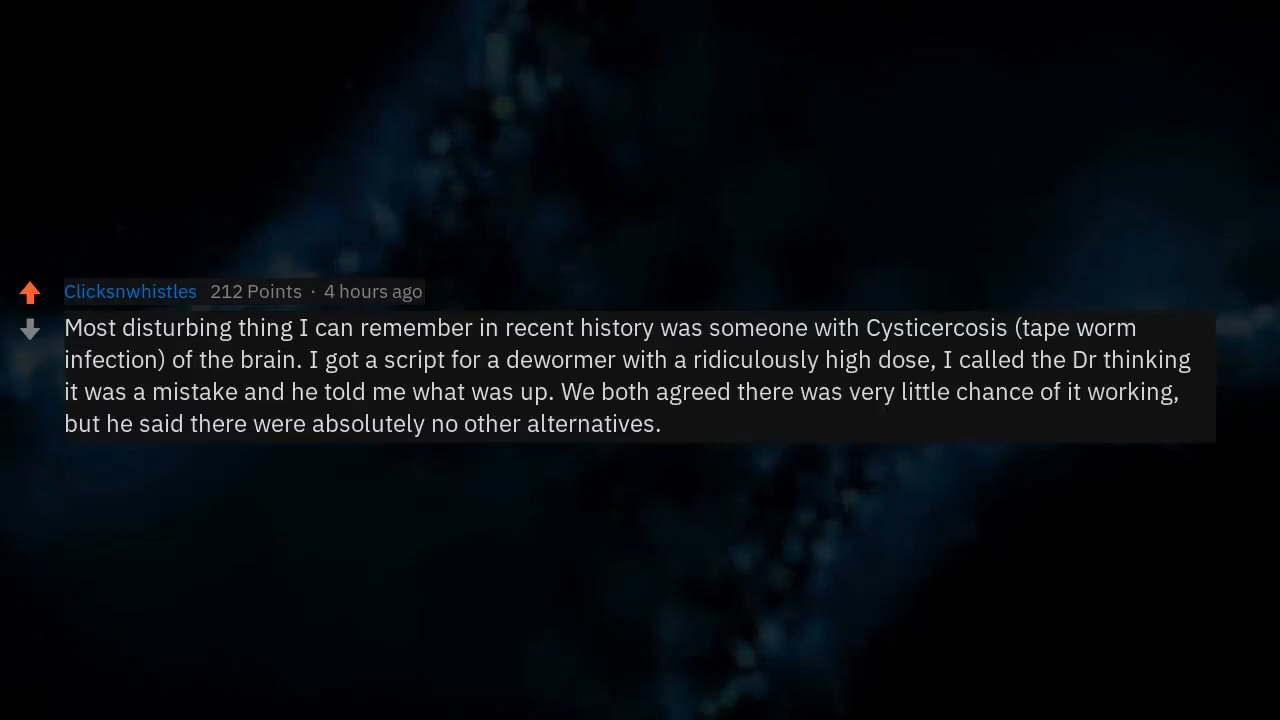 Clicksnwhistles 212 Points · 4 hours ago
Most disturbing thing I can remember in recent history was someone with Cysticercosis (tape worm
infection) of the brain. I got a script for a dewormer with a ridiculously high dose, I called the Dr thinking
it was a mistake and he told me what was up. We both agreed there was very little chance of it working,
but he said there were absolutely no other alternatives.